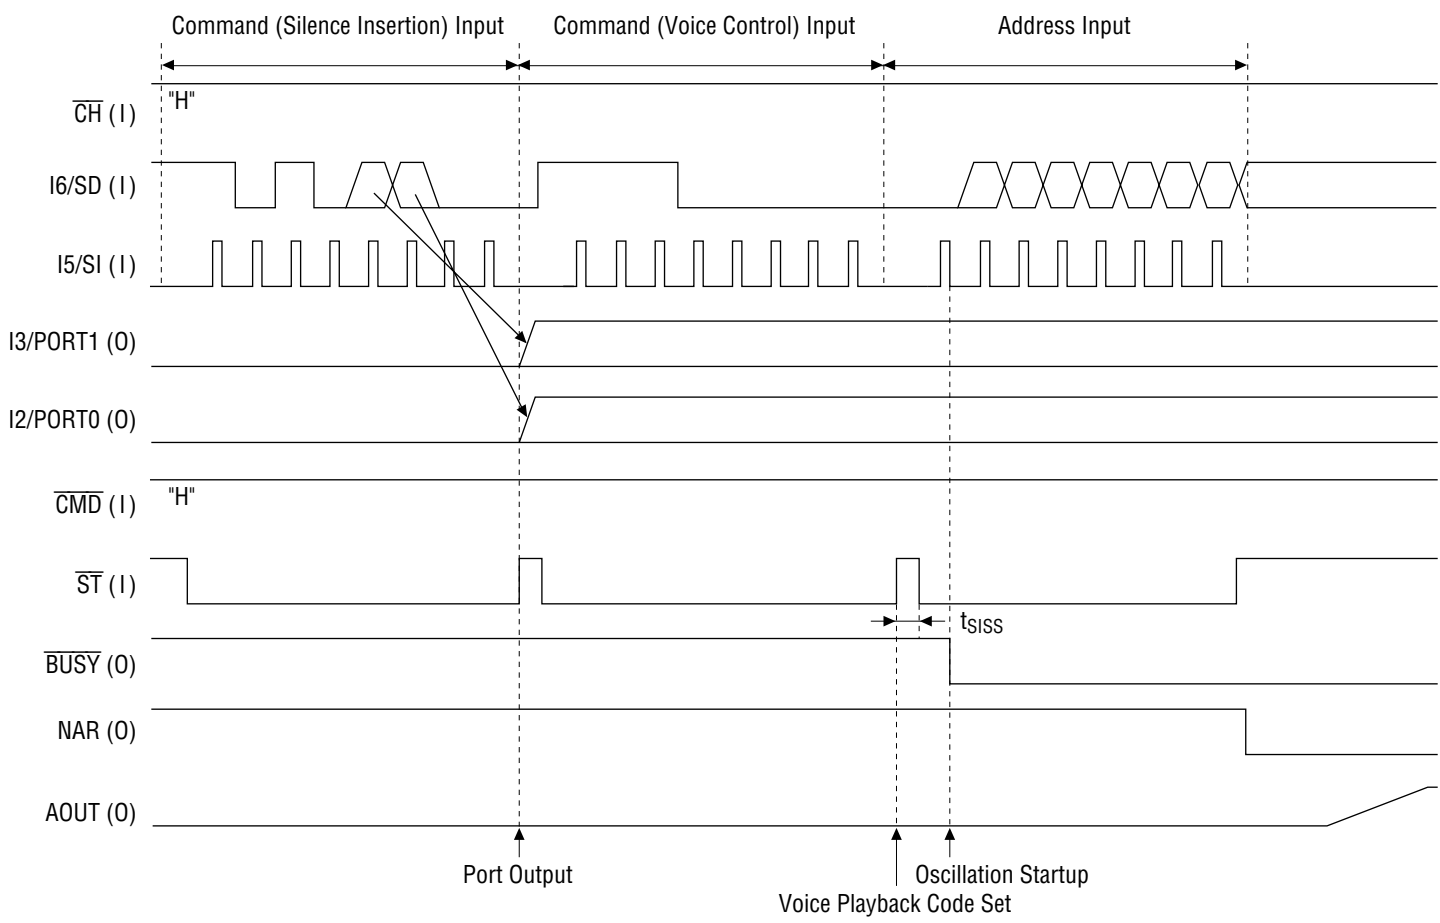 Command (Silence Insertion) Input Command (Voice Control) Input Address Input
CH (I) "H"
I6/SD (I)
I5/SI (I)
I3/PORT1 (O)
I2/PORT0 (O)
CMD (I) "H"
ST (I)
tSISS
BUSY (O)
NAR (O)
AOUT (O)
Port Output Oscillation Startup
Voice Playback Code Set